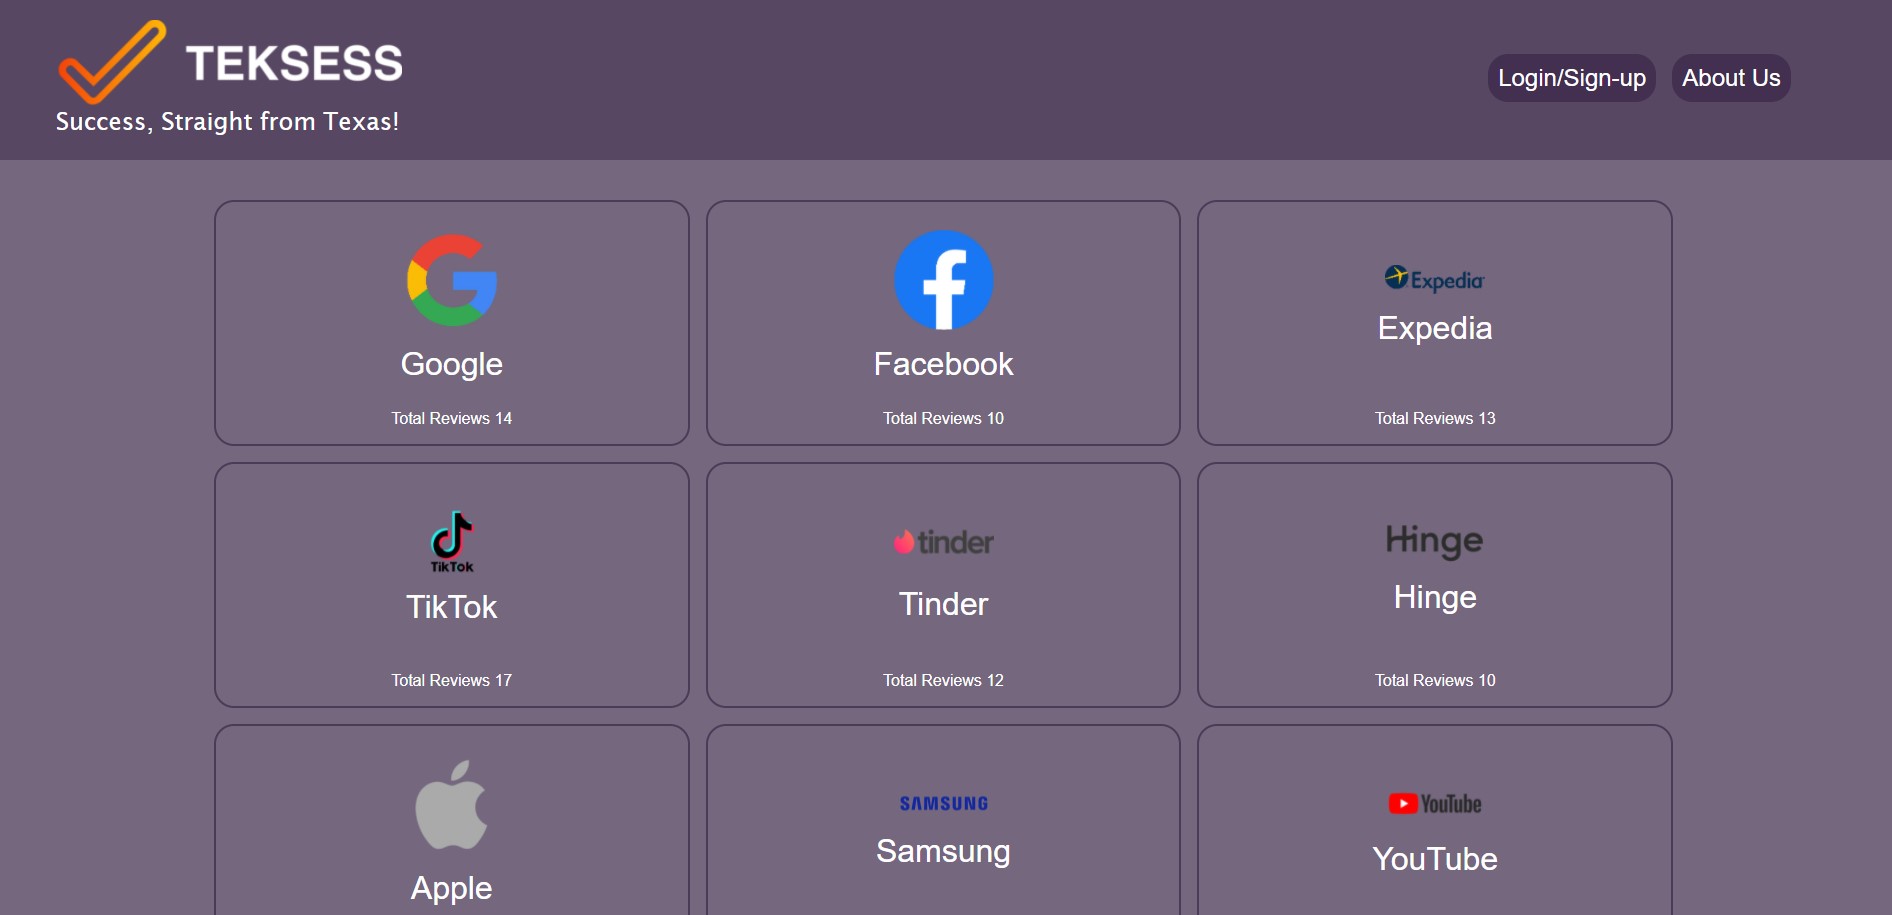 TEKSESS
Success, Straight from Texas!
Login/Sign-up
About Us
Google
Total Reviews 14
Facebook
Total Reviews 10
Expedia
Expedia
Total Reviews 13
TikTok
TikTok
Total Reviews 17
tinder
Tinder
Total Reviews 12
Hinge
Hinge
Total Reviews 10
Apple
SAMSUNG
Samsung
YouTube
YouTube